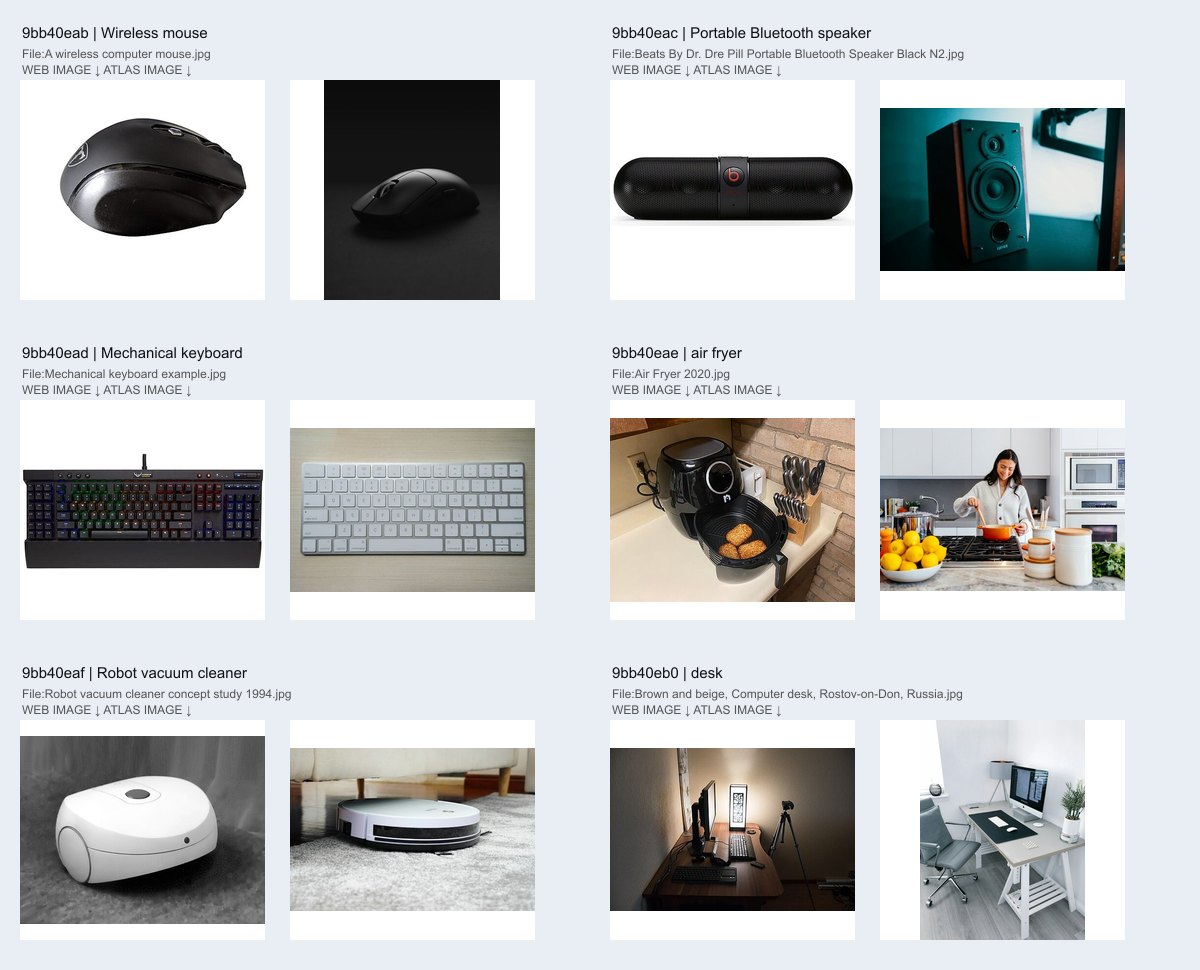 9bb40eab | Wireless mouse
File:A wireless computer mouse.jpg
WEB IMAGE ↓ ATLAS IMAGE ↓
9bb40eac | Portable Bluetooth speaker
File:Beats By Dr. Dre Pill Portable Bluetooth Speaker Black N2.jpg
WEB IMAGE ↓ ATLAS IMAGE ↓
9bb40ead | Mechanical keyboard
File:Mechanical keyboard example.jpg
WEB IMAGE ↓ ATLAS IMAGE ↓
9bb40eae | air fryer
File:Air Fryer 2020.jpg
WEB IMAGE ↓ ATLAS IMAGE ↓
9bb40eaf | Robot vacuum cleaner
File:Robot vacuum cleaner concept study 1994.jpg
WEB IMAGE ↓ ATLAS IMAGE ↓
9bb40eb0 | desk
File:Brown and beige, Computer desk, Rostov-on-Don, Russia.jpg
WEB IMAGE ↓ ATLAS IMAGE ↓